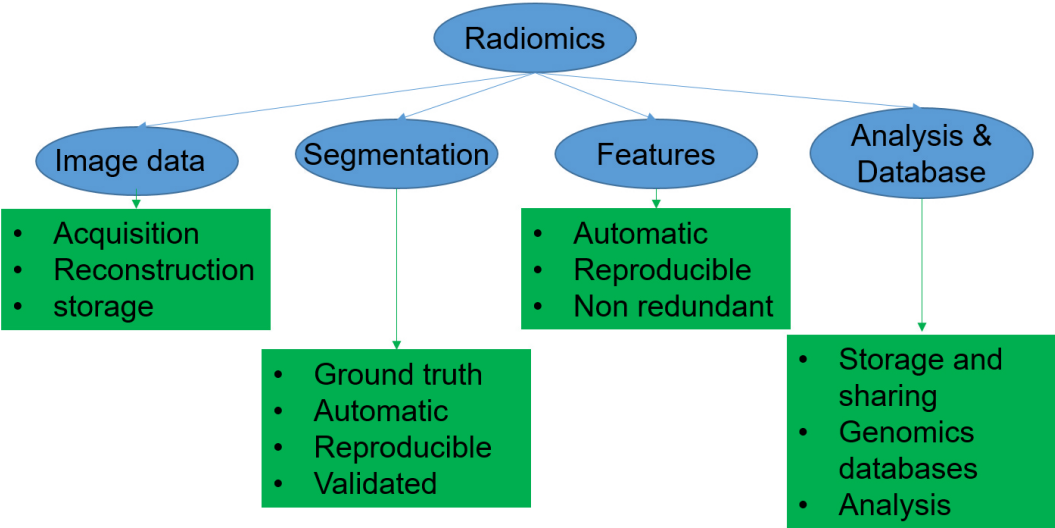 Radiomics
Image data
Segmentation
Features
Analysis &
Database
• Acquisition
• Reconstruction
• storage
• Ground truth
• Automatic
• Reproducible
• Validated
• Automatic
• Reproducible
• Non redundant
• Storage and
sharing
• Genomics
databases
• Analysis